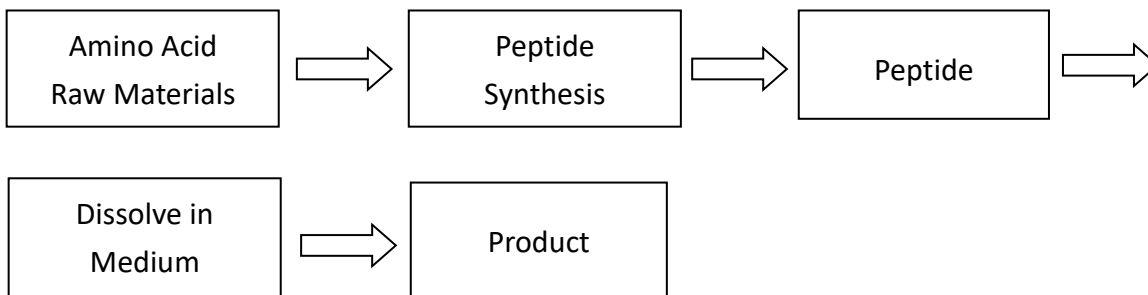 Amino Acid
Raw Materials
Peptide
Synthesis
Peptide
Dissolve in
Medium
Product